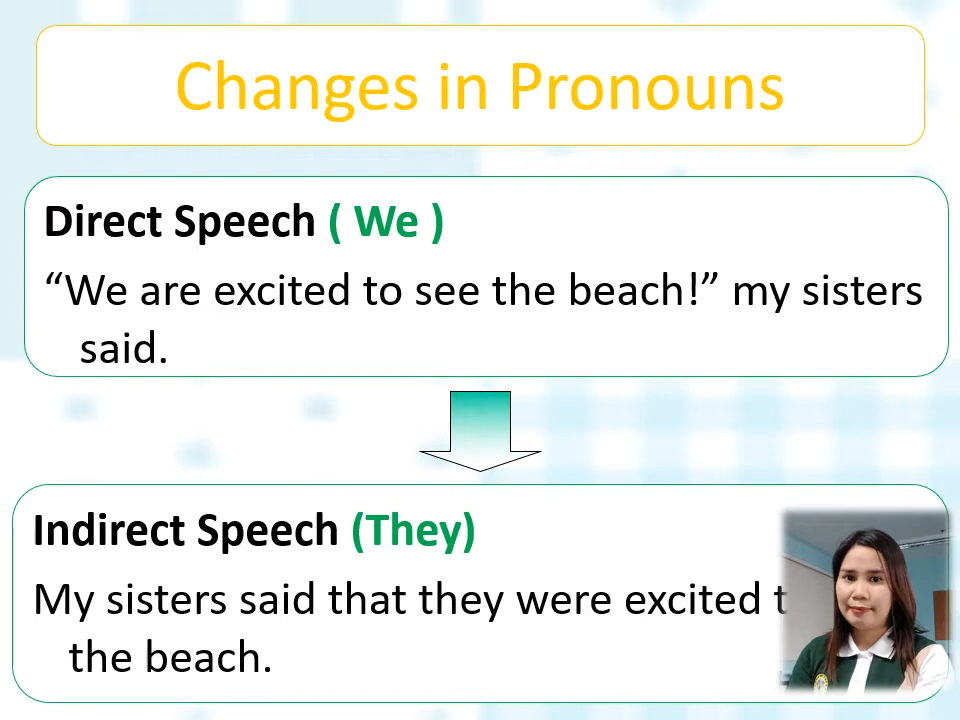 Changes in Pronouns
Direct Speech ( We )
“We are excited to see the beach!” my sisters
said.
Indirect Speech (They)
My sisters said that they were excited
the beach.